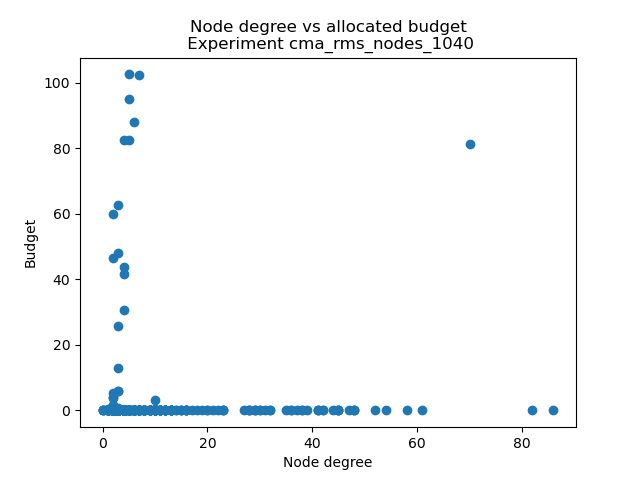 Node degree vs allocated budget
Experiment cma_rms_nodes_1040
100
80
60
40
20
0
Budget
0 20 40 60 80
Node degree